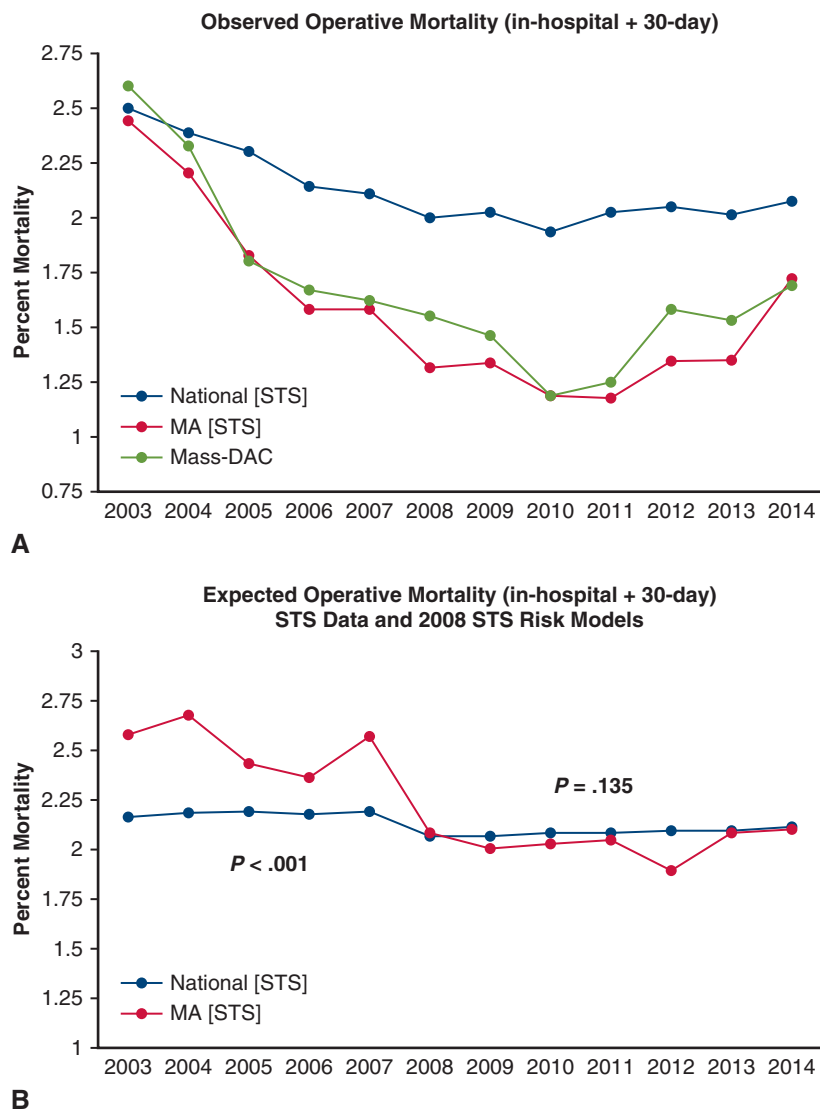 Observed Operative Mortality (in-hospital + 30-day)
2.75
2.5
2.25
2
1.75
1.5
1.25
1
0.75
Percent Mortality
National [STS]
MA [STS]
Mass-DAC
2003 2004 2005 2006 2007 2008 2009 2010 2011 2012 2013 2014
A
Expected Operative Mortality (in-hospital + 30-day)
STS Data and 2008 STS Risk Models
3
2.75
2.5
2.25
2
1.75
1.5
1.25
1
Percent Mortality
P = .135
P < .001
National [STS]
MA [STS]
2003 2004 2005 2006 2007 2008 2009 2010 2011 2012 2013 2014
B